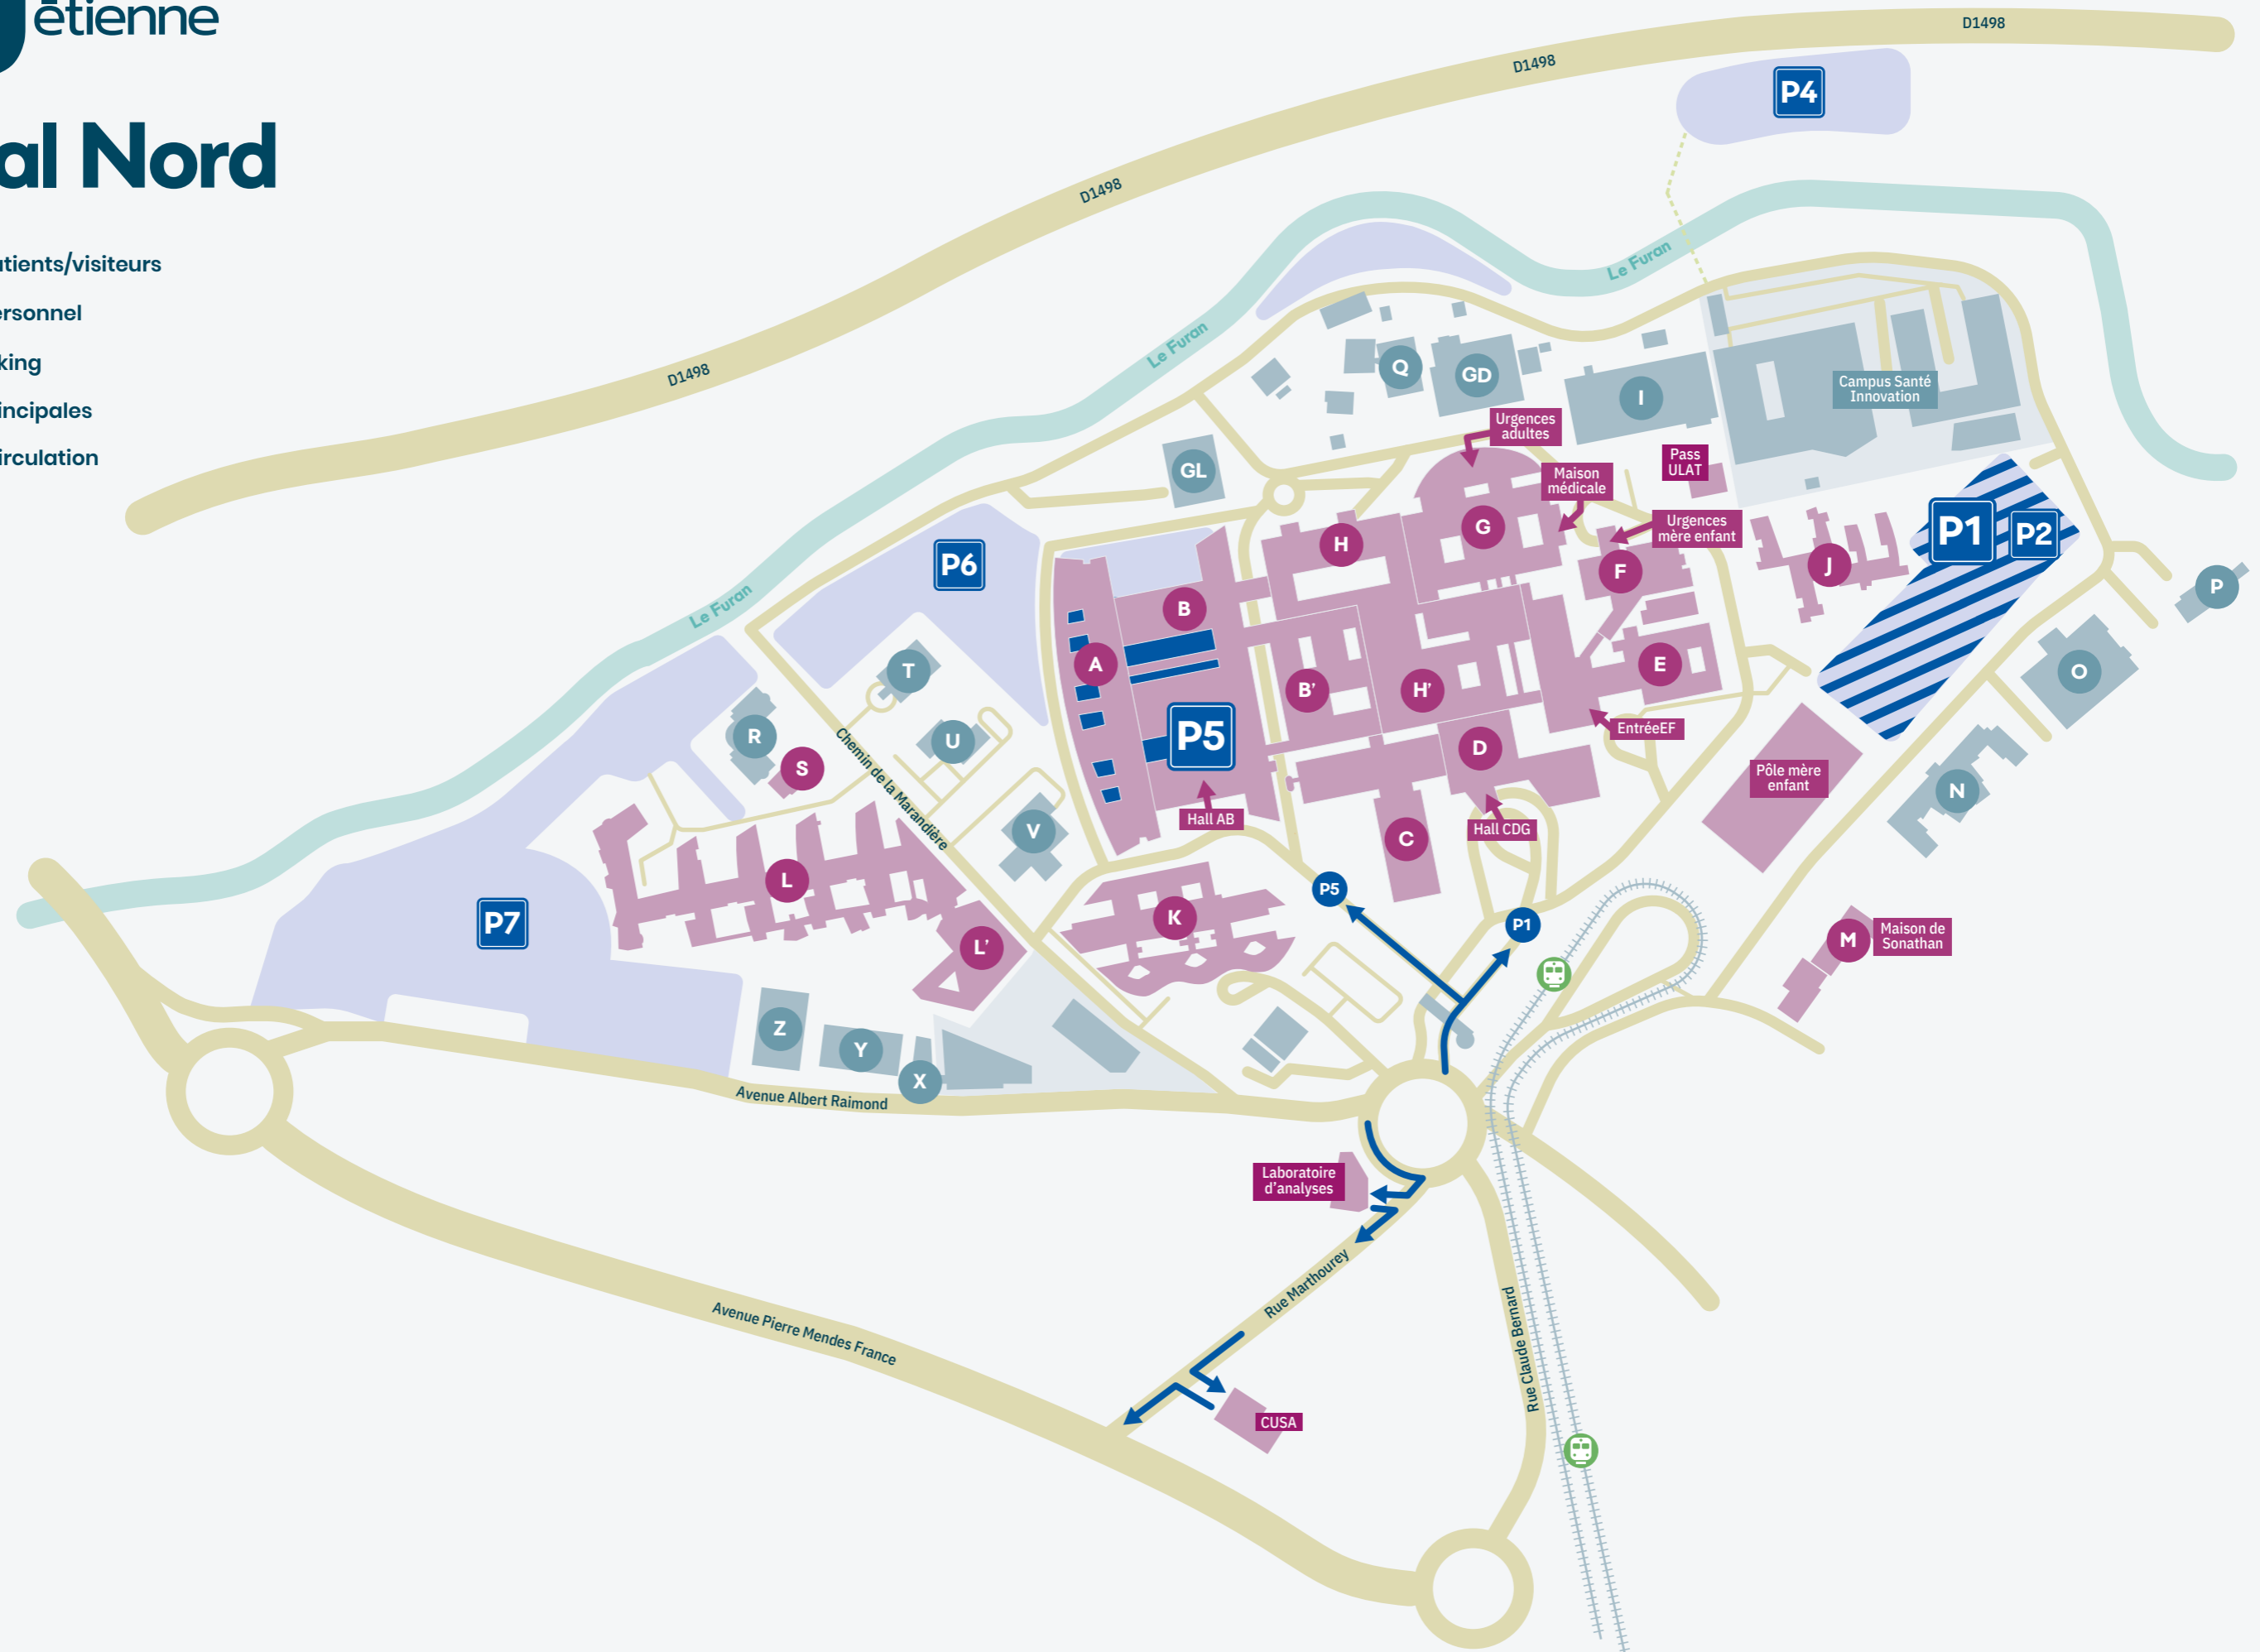 étienne
al Nord
atients/visiteurs
ersonnel
king
incipales
irculation
D1498
D1498
D1498
D1498
P4
Le Furan
Le Furan
Le Furan
Q
GD
I
Campus Santé
Innovation
Urgences
adultes
GL
Pass
ULAT
Maison
médicale
Urgences
mère enfant
G
H
F
J
P1
P2
P
P6
B
A
T
E
O
B’
H’
R
U
S
P5
D
EntréeEF
Chemin de la Marandière
Pôle mère
enfant
N
Hall AB
Hall CDG
V
C
L
P5
K
P1
P7
L’
M
Maison de
Sonathan
Z
Y
X
Avenue Albert Raimond
Laboratoire
d’analyses
Rue Marthourey
Avenue Pierre Mendes France
Rue Claude Bernard
CUSA